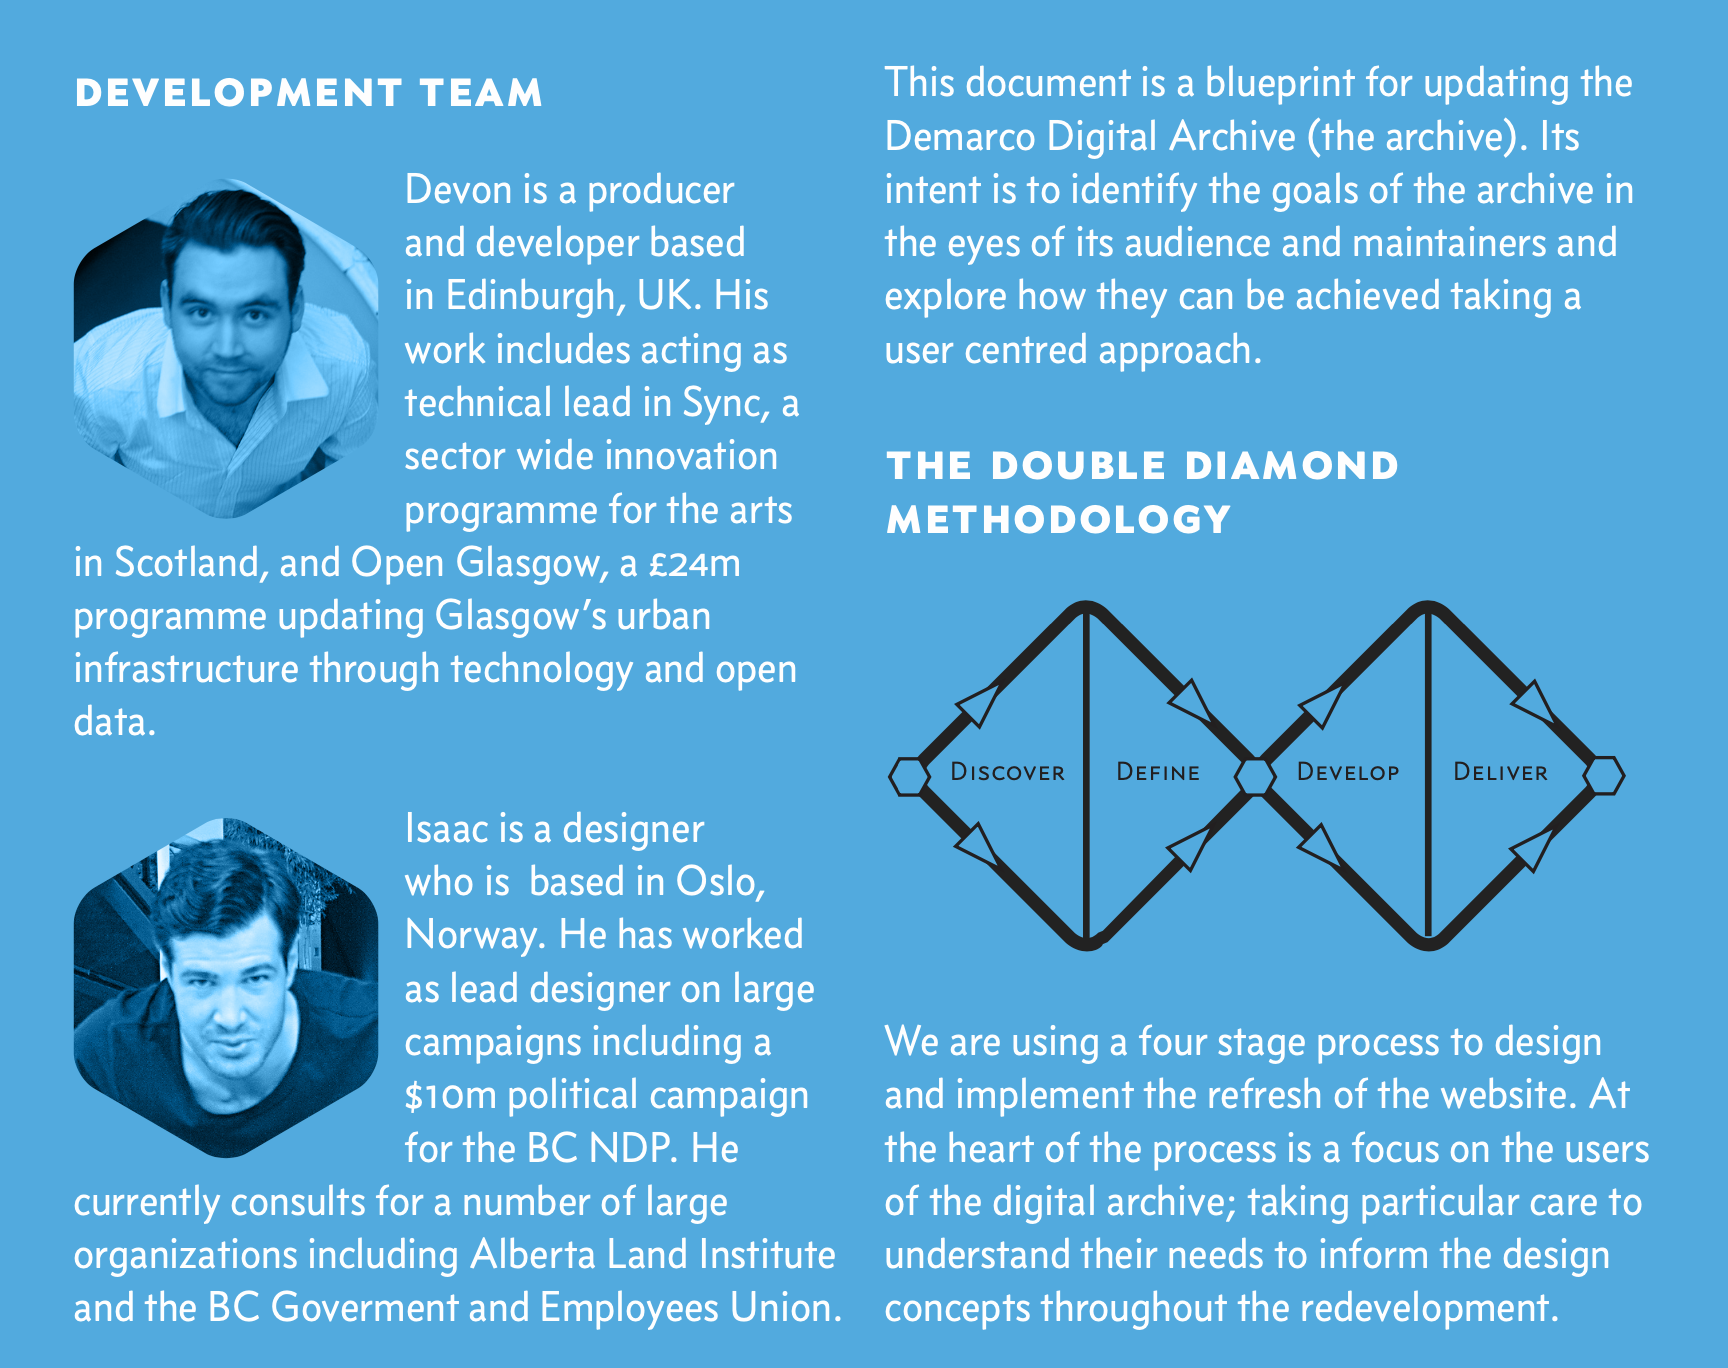 DEVELOPMENT TEAM
Devon is a producer
and developer based
in Edinburgh, UK. His
work includes acting as
technical lead in Sync, a
sector wide innovation
programme for the arts
in Scotland, and Open Glasgow, a £24m
programme updating Glasgow's urban
infrastructure through technology and open
data.
Isaac is a designer
who is  based in Oslo,
Norway. He has worked
as lead designer on large
campaigns including a
$10m political campaign
for the BC NDP. He
currently consults for a number of large
organizations including Alberta Land Institute
and the BC Goverment and Employees Union.
This document is a blueprint for updating the
Demarco Digital Archive (the archive). Its
intent is to identify the goals of the archive in
the eyes of its audience and maintainers and
explore how they can be achieved taking a
user centred approach.
THE DOUBLE DIAMOND
METHODOLOGY
Discover Define Develop Deliver
We are using a four stage process to design
and implement the refresh of the website. At
the heart of the process is a focus on the users
of the digital archive; taking particular care to
understand their needs to inform the design
concepts throughout the redevelopment.